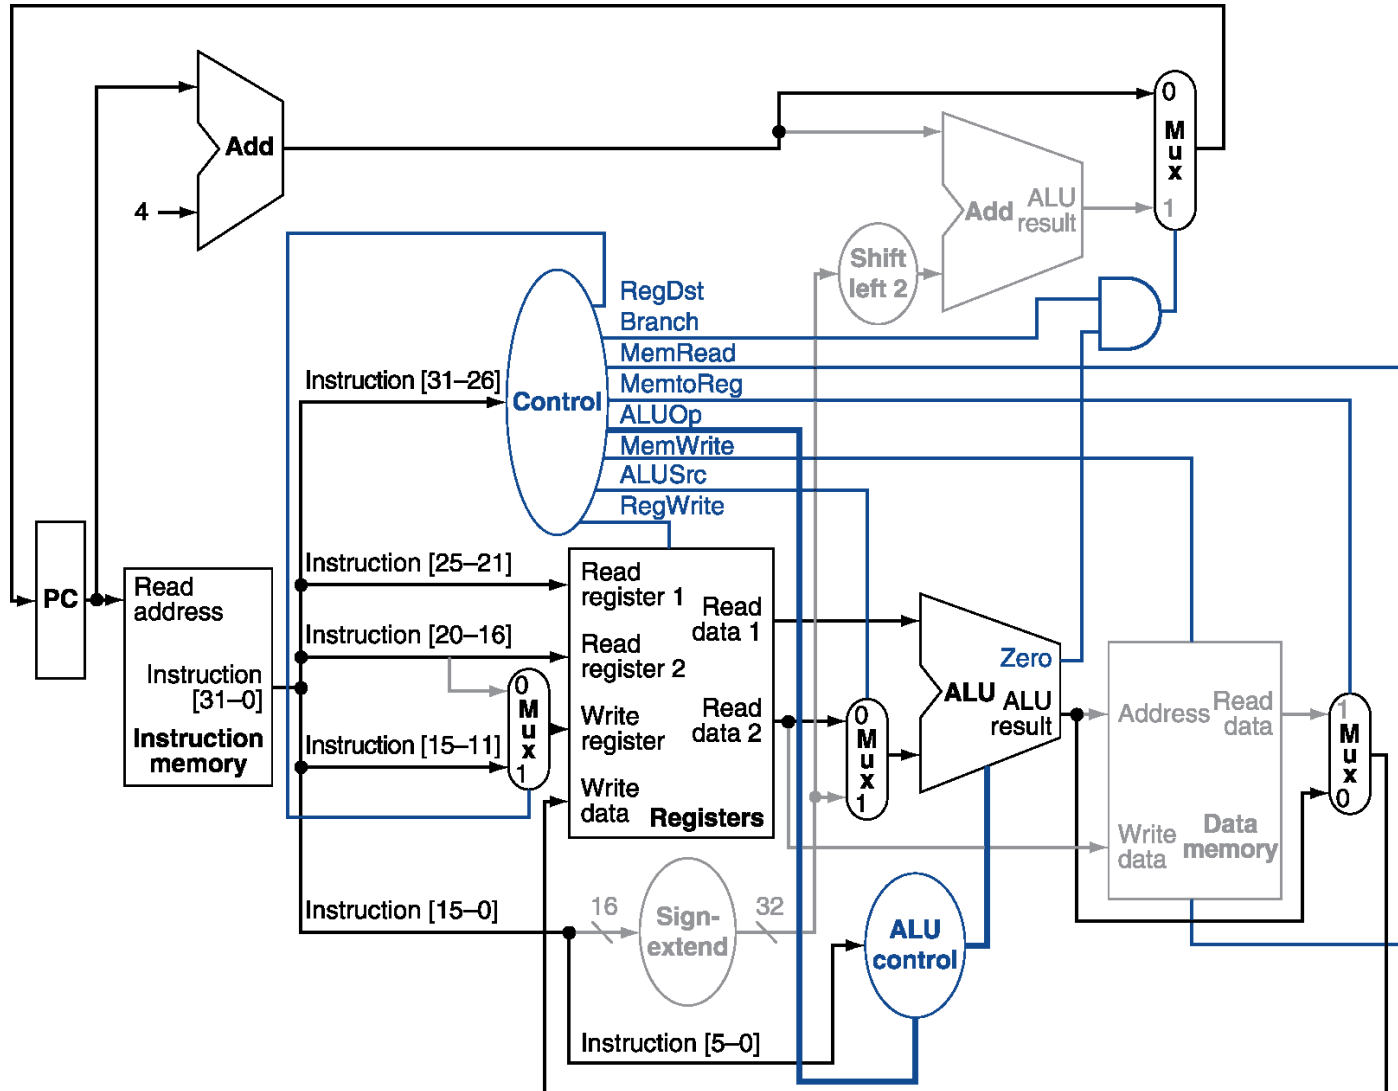 0
Mux
1
Add
4
Add
ALU
result
Shift
left 2
RegDst
Branch
MemRead
MemtoReg
ALUOp
MemWrite
ALUSrc
RegWrite
Control
Instruction [31–26]
Instruction [25–21]
Instruction [20–16]
Instruction [15–11]
Instruction [15–0]
Instruction [5–0]
PC
Read
address
Instruction
[31–0]
Instruction
memory
0
Mux
1
Read
register 1
Read
register 2
Write
register
Write
data
Read
data 1
Read
data 2
Registers
0
Mux
1
Zero
ALU
ALU
result
Address
Read
data
Write
data
Data
memory
1
Mux
0
16
Sign-
extend
32
ALU
control